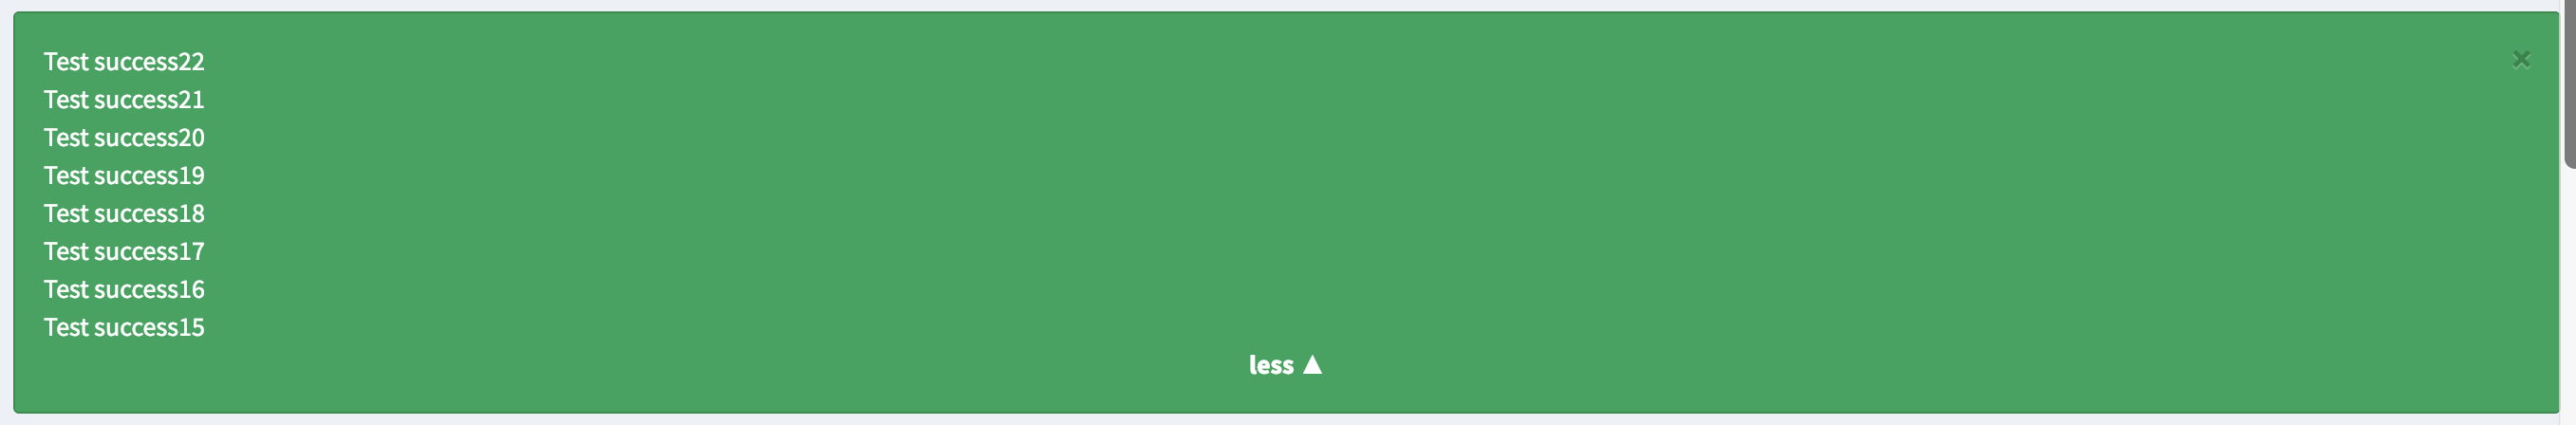 Test success22
Test success21
Test success20
Test success19
Test success18
Test success17
Test success16
Test success15
less ▲